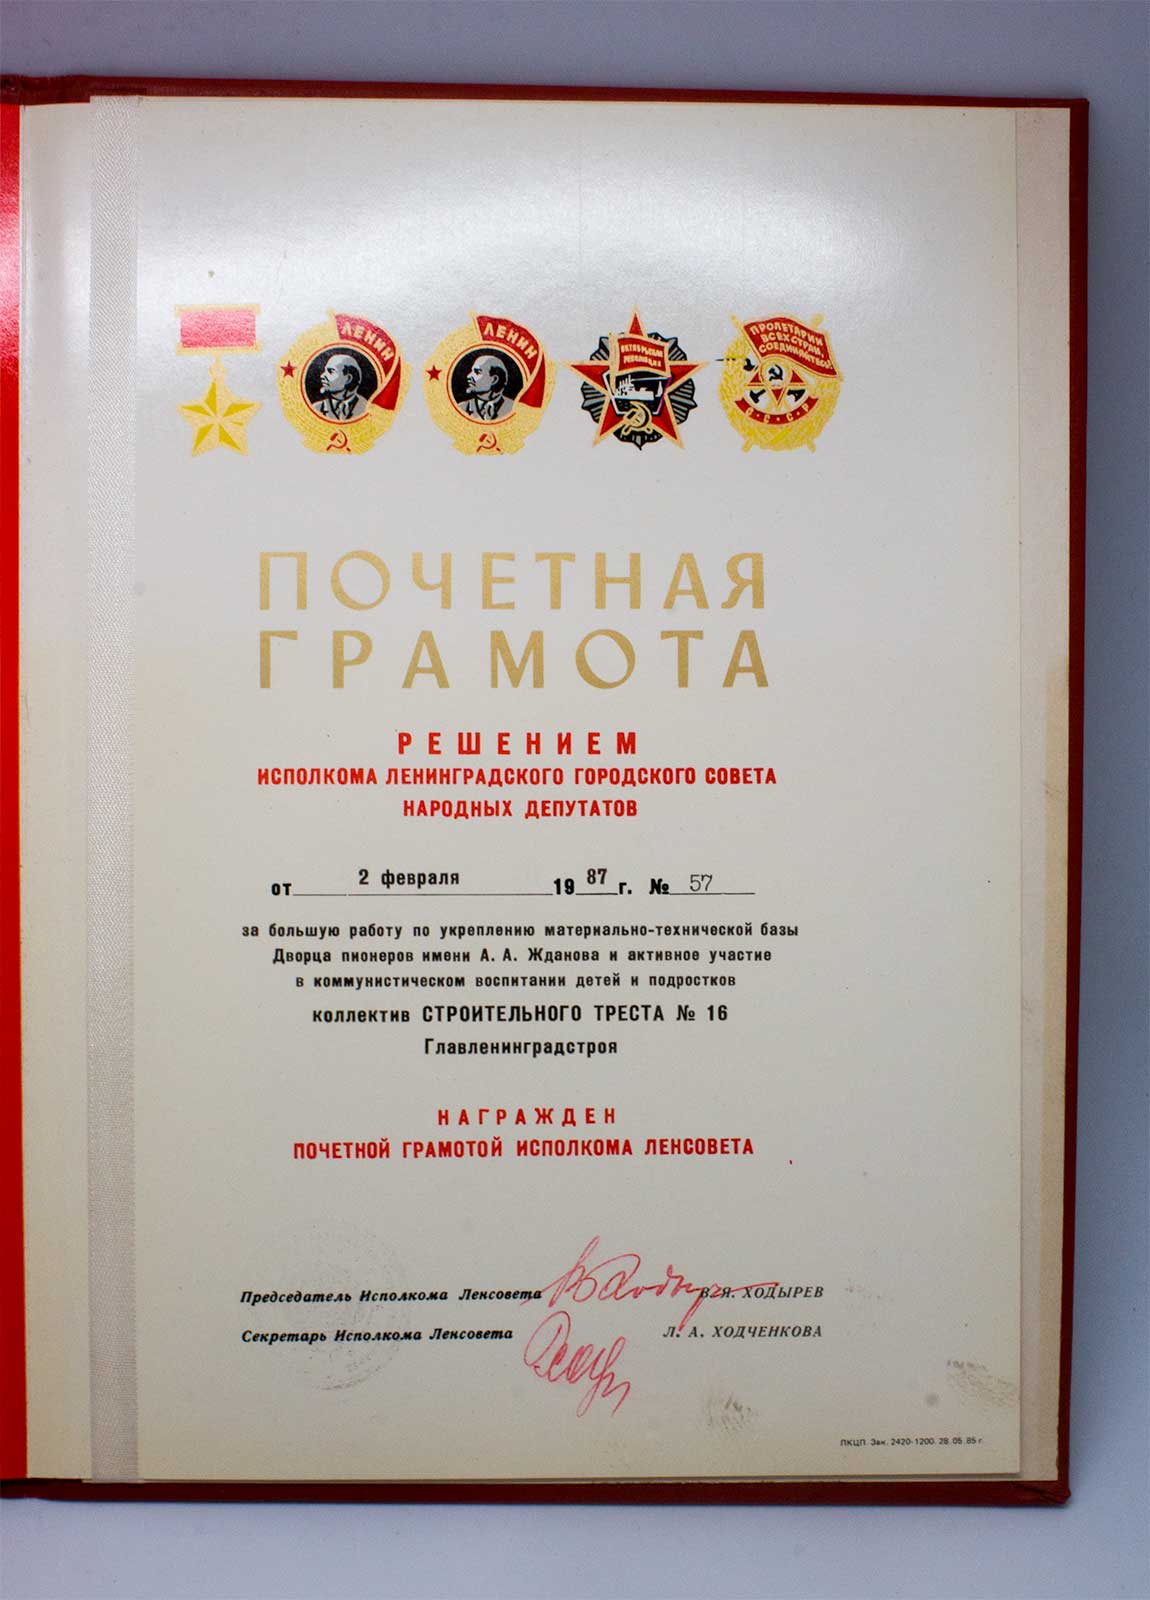 ЛЕНИН
ЛЕНИН
ОКТЯБРЬСКАЯ
РЕВОЛЮЦИЯ
ПРОЛЕТАРИИ
ВСЕХ СТРАН,
СОЕДИНЯЙТЕСЬ!
С·С·С·Р
ПОЧЕТНАЯ
ГРАМОТА
РЕШЕНИЕМ
ИСПОЛКОМА ЛЕНИНГРАДСКОГО ГОРОДСКОГО СОВЕТА
НАРОДНЫХ ДЕПУТАТОВ
от 2 февраля 19 87 г. № 57
за большую работу по укреплению материально-технической базы
Дворца пионеров имени А. А. Жданова и активное участие
в коммунистическом воспитании детей и подростков
коллектив СТРОИТЕЛЬНОГО ТРЕСТА № 16
Главленинградстроя
НАГРАЖДЕН
ПОЧЕТНОЙ ГРАМОТОЙ ИСПОЛКОМА ЛЕНСОВЕТА
Председатель Исполкома Ленсовета В. Я. ХОДЫРЕВ
Секретарь Исполкома Ленсовета Л. А. ХОДЧЕНКОВА
ЛКЦП. Зак. 2420-1200. 28.05.85 г.